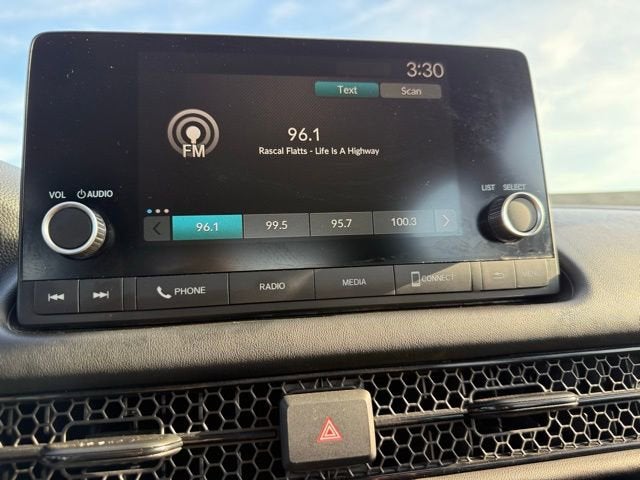 3:30
Text Scan
FM
96.1
Rascal Flatts - Life Is A Highway
VOL AUDIO
LIST SELECT
96.1 99.5 95.7 100.3
PHONE RADIO MEDIA CONNECT MENU